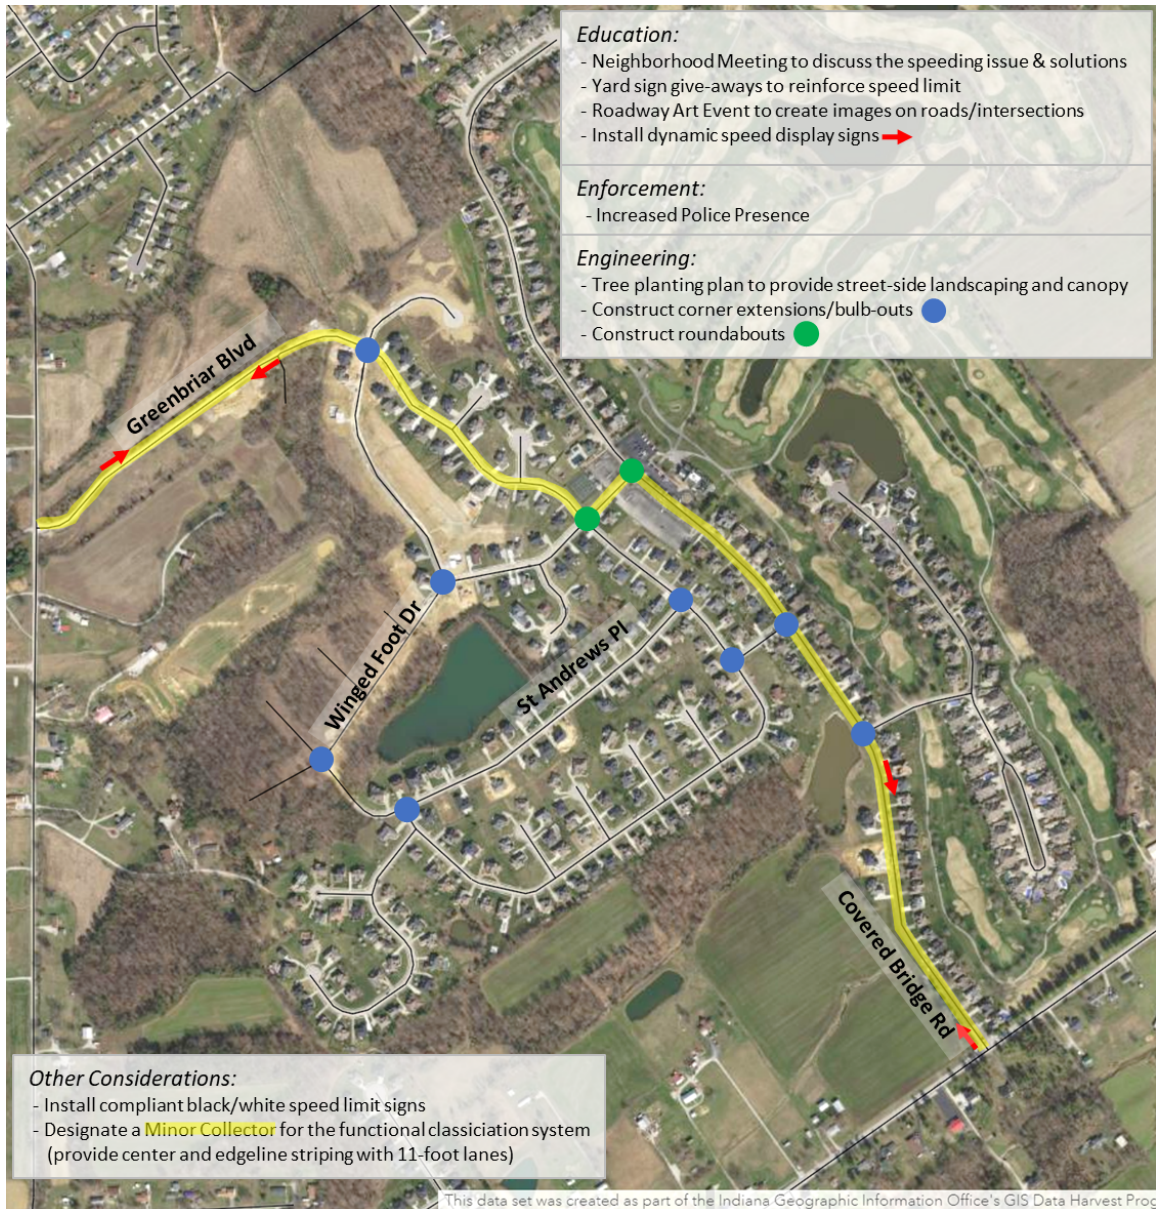 Education:
- Neighborhood Meeting to discuss the speeding issue & solutions
- Yard sign give-aways to reinforce speed limit
- Roadway Art Event to create images on roads/intersections
- Install dynamic speed display signs
Enforcement:
- Increased Police Presence
Engineering:
- Tree planting plan to provide street-side landscaping and canopy
- Construct corner extensions/bulb-outs
- Construct roundabouts
Greenbriar Blvd
Winged Foot Dr
St Andrews Pl
Covered Bridge Rd
Other Considerations:
- Install compliant black/white speed limit signs
- Designate a Minor Collector for the functional classiciation system
(provide center and edgeline striping with 11-foot lanes)
This data set was created as part of the Indiana Geographic Information Office's GIS Data Harvest Prog